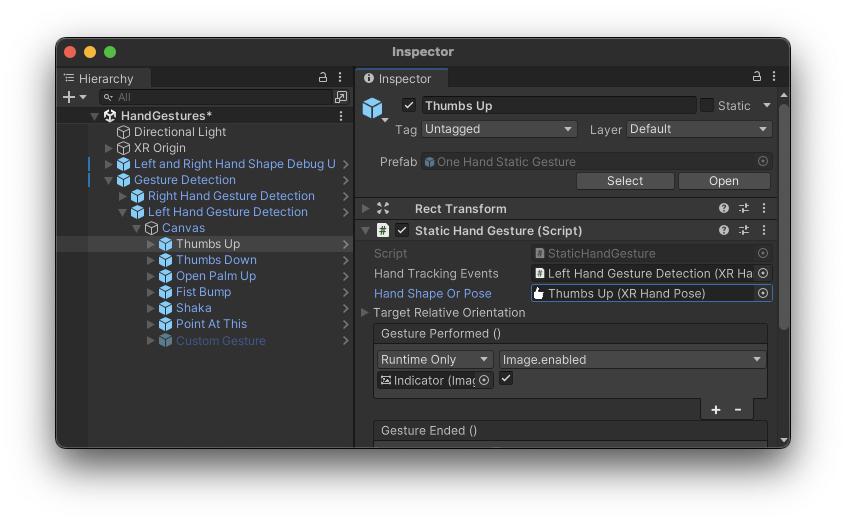 Inspector
Hierarchy
Inspector
All
HandGestures*
Directional Light
XR Origin
Left and Right Hand Shape Debug U
Gesture Detection
Right Hand Gesture Detection
Left Hand Gesture Detection
Canvas
Thumbs Up
Thumbs Down
Open Palm Up
Fist Bump
Shaka
Point At This
Custom Gesture
Thumbs Up
Static
Tag Untagged Layer Default
Prefab One Hand Static Gesture
Select Open
Rect Transform
# Static Hand Gesture (Script)
Script # StaticHandGesture
Hand Tracking Events # Left Hand Gesture Detection (XR Ha
Hand Shape Or Pose Thumbs Up (XR Hand Pose)
Target Relative Orientation
Gesture Performed ()
Runtime Only Image.enabled
Indicator (Imag
+ -
Gesture Ended ()